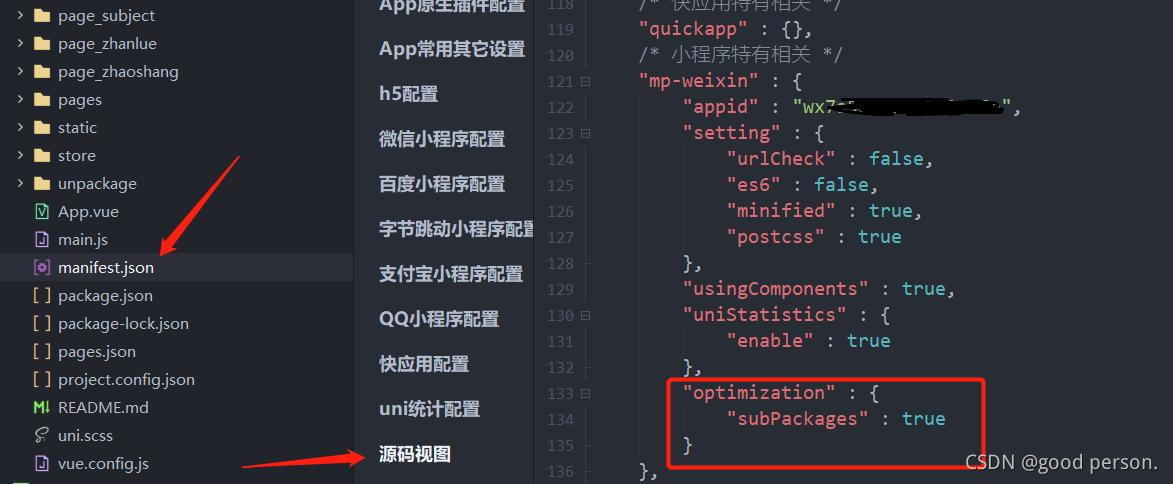 page_subject
page_zhanlue
page_zhaoshang
pages
static
store
unpackage
App.vue
main.js
manifest.json
package.json
package-lock.json
pages.json
project.config.json
README.md
uni.scss
vue.config.js
App原生插件配置
App常用其它设置
h5配置
微信小程序配置
百度小程序配置
字节跳动小程序配置
支付宝小程序配置
QQ小程序配置
快应用配置
uni统计配置
源码视图
118 /* 快应用特有相关 */
119 "quickapp" : {},
120 /* 小程序特有相关 */
121 "mp-weixin" : {
122 "appid" : "wx7 ",
123 "setting" : {
124 "urlCheck" : false,
125 "es6" : false,
126 "minified" : true,
127 "postcss" : true
128 },
129 "usingComponents" : true,
130 "uniStatistics" : {
131 "enable" : true
132 },
133 "optimization" : {
134 "subPackages" : true
135 }
136 },
CSDN @good person.